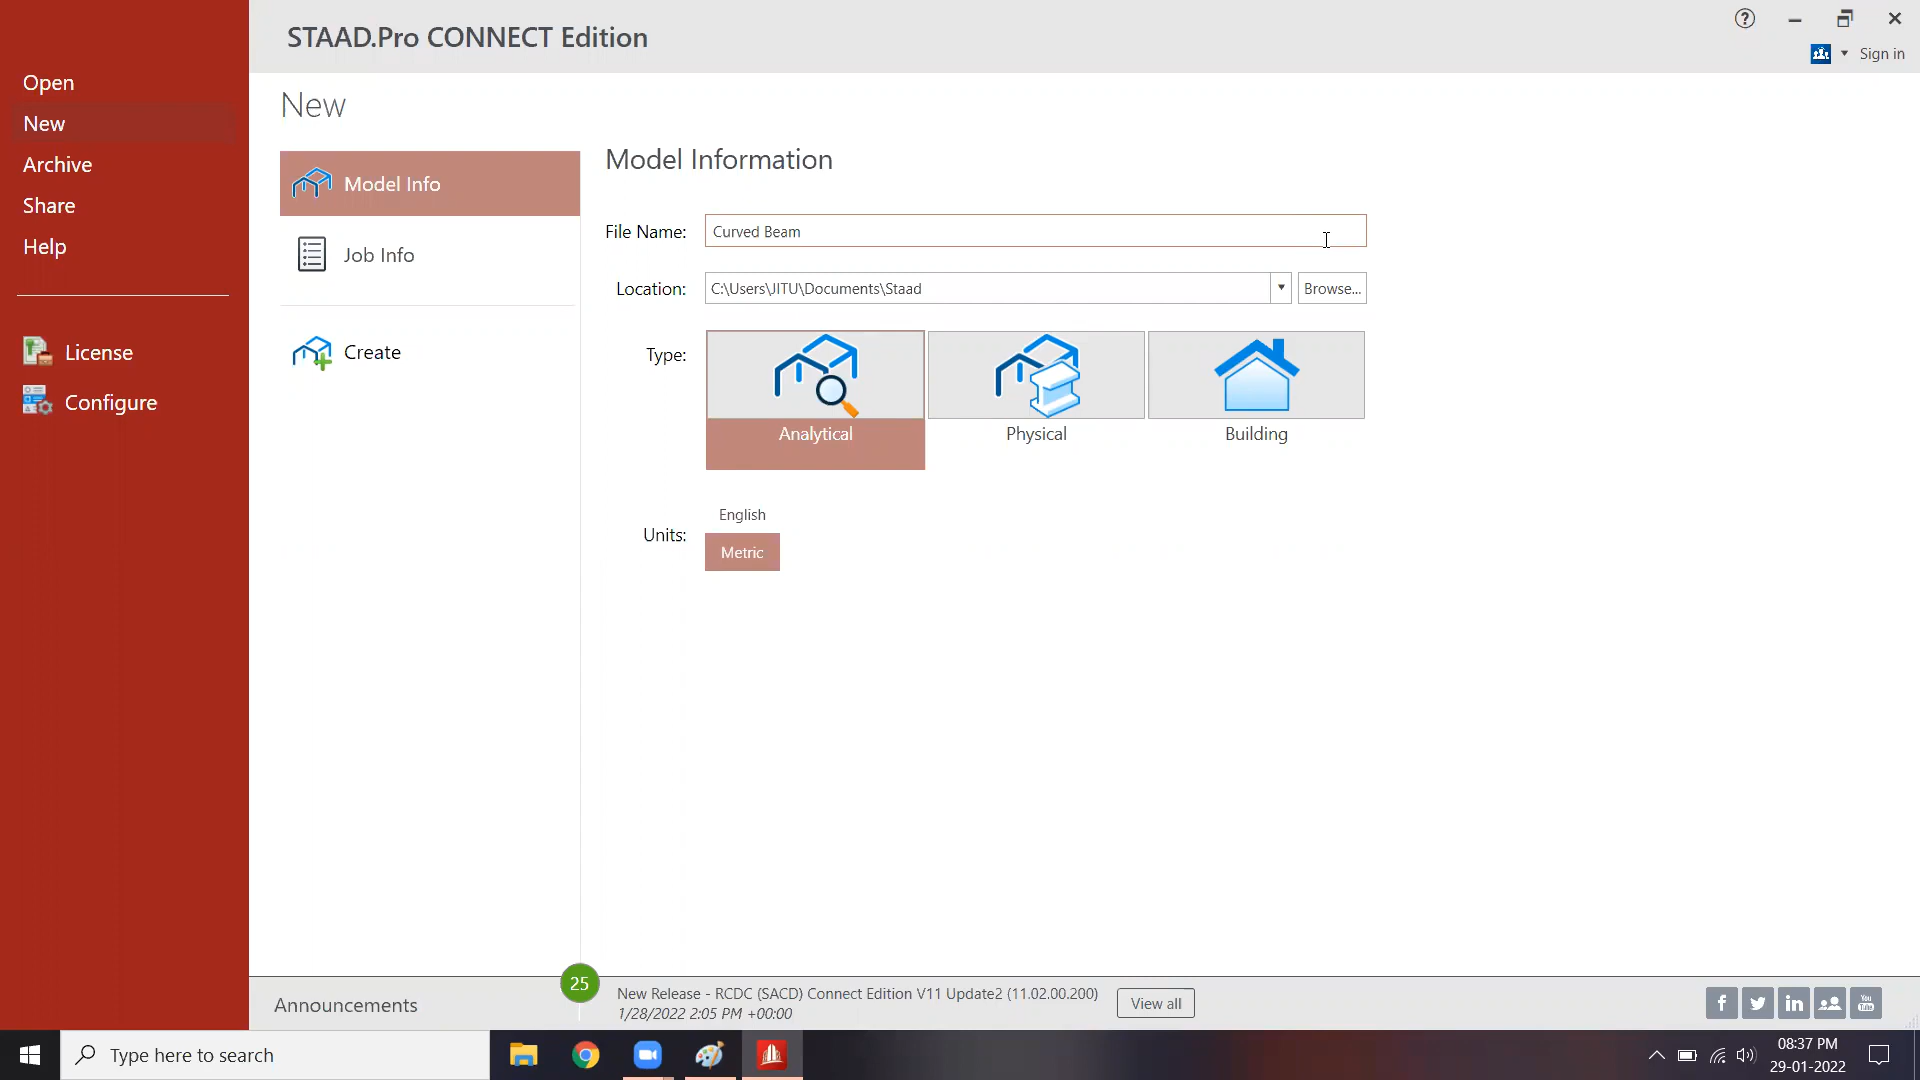 STAAD.Pro CONNECT Edition
Sign in
Open
New
Archive
Share
Help
License
Configure
New
Model Info
Job Info
Create
Model Information
File Name: Curved Beam
Location: C:\Users\JITU\Documents\Staad Browse...
Type:
Analytical Physical Building
Units:
English
Metric
Announcements
25
New Release - RCDC (SACD) Connect Edition V11 Update2 (11.02.00.200)
1/28/2022 2:05 PM +00:00
View all
f in You Tube
Type here to search
08:37 PM
29-01-2022